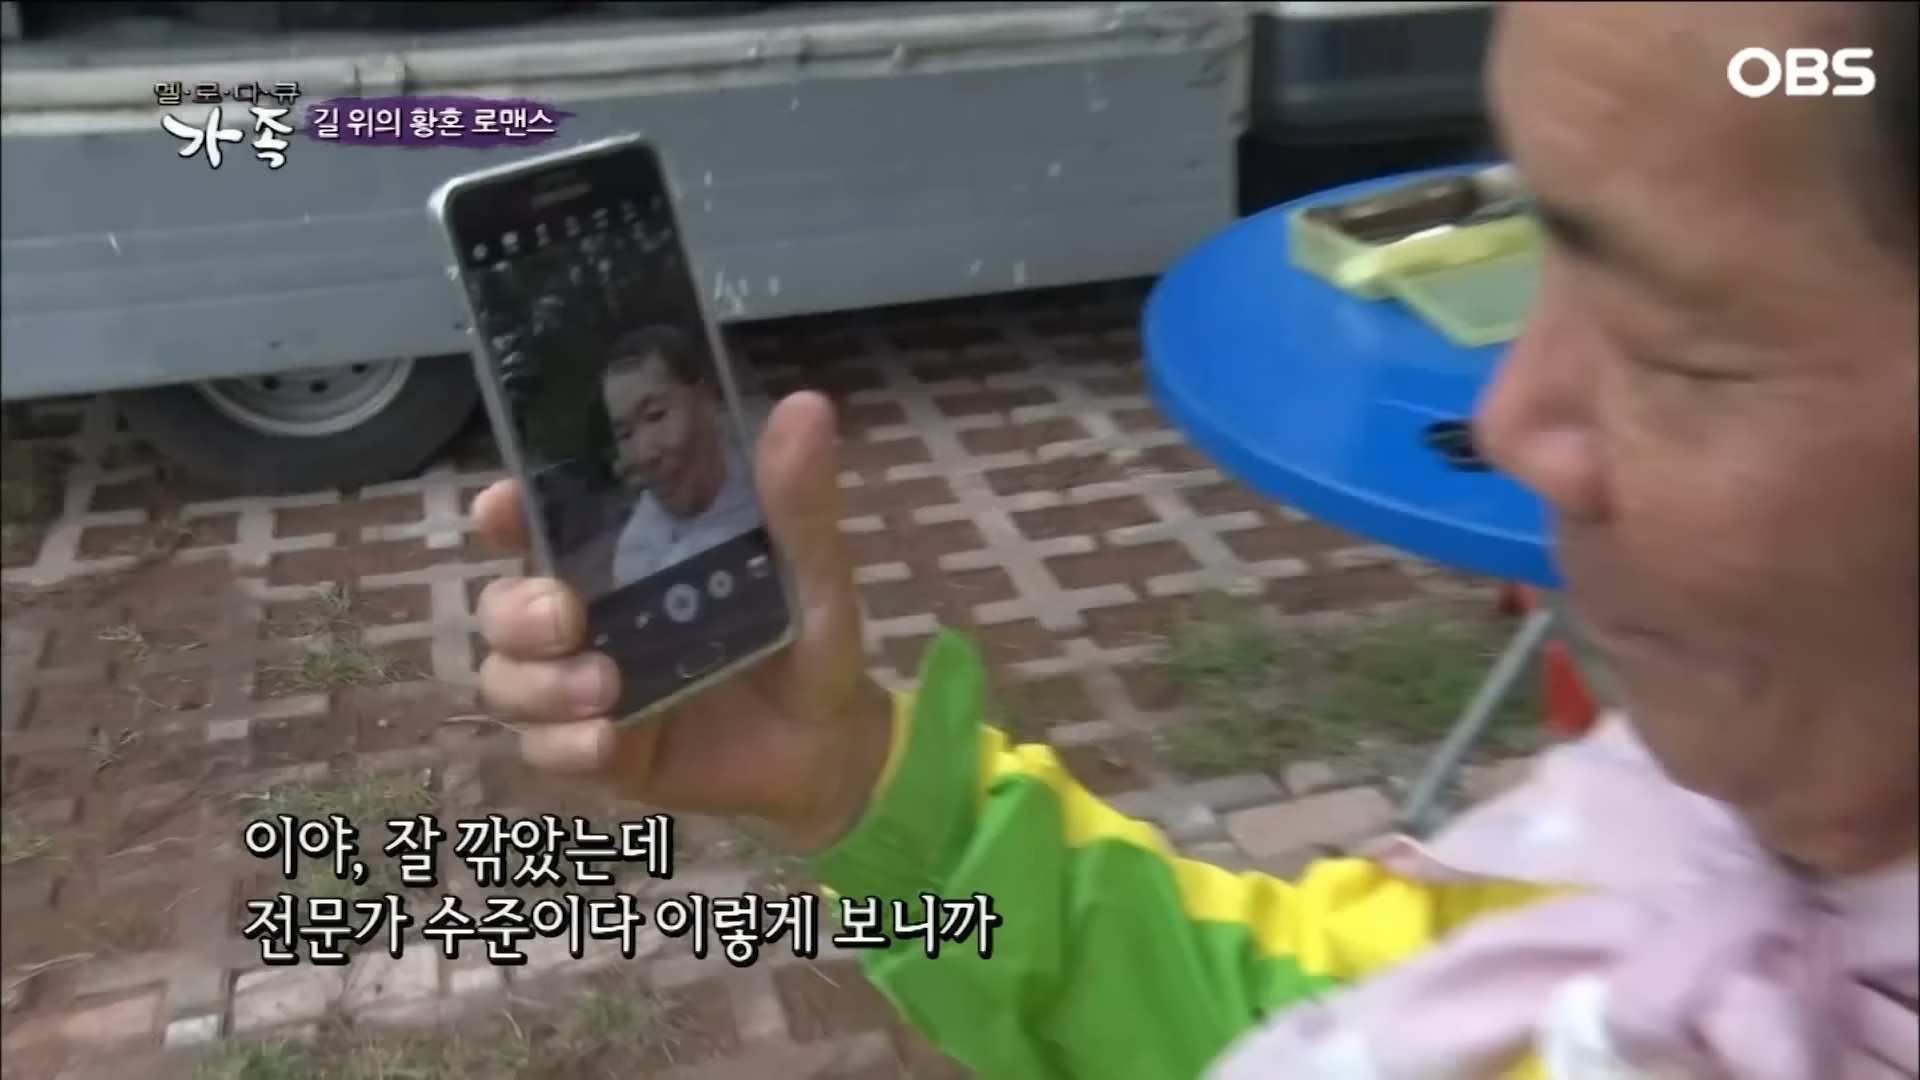 멜·로·다·큐
가족 길 위의 황혼 로맨스
OBS
이야, 잘 깎았는데
전문가 수준이다 이렇게 보니까